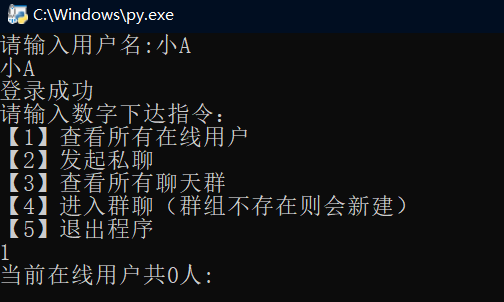 C:\Windows\py.exe
请输入用户名:小A
小A
登录成功
请输入数字下达指令:
【1】查看所有在线用户
【2】发起私聊
【3】查看所有聊天群
【4】进入群聊（群组不存在则会新建）
【5】退出程序
1
当前在线用户共0人: